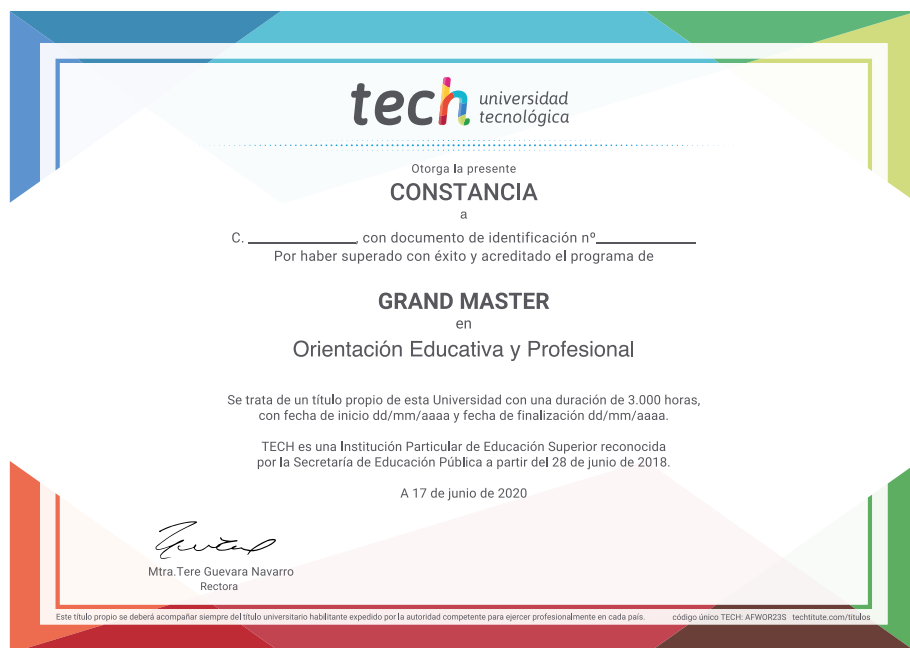 tech universidad
tecnológica
Otorga la presente
CONSTANCIA
a
C. ____________, con documento de identificación nº___________
Por haber superado con éxito y acreditado el programa de
GRAND MASTER
en
Orientación Educativa y Profesional
Se trata de un título propio de esta Universidad con una duración de 3.000 horas,
con fecha de inicio dd/mm/aaaa y fecha de finalización dd/mm/aaaa.
TECH es una Institución Particular de Educación Superior reconocida
por la Secretaría de Educación Pública a partir del 28 de junio de 2018.
A 17 de junio de 2020
Mtra.Tere Guevara Navarro
Rectora
Este título propio se deberá acompañar siempre del título universitario habilitante expedido por la autoridad competente para ejercer profesionalmente en cada país. código único TECH: AFWOR23S techtitute.com/titulos